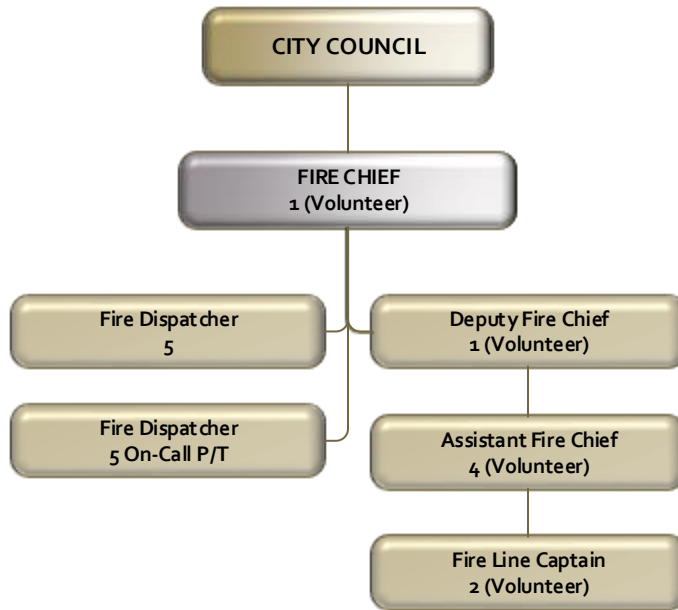 CITY COUNCIL
FIRE CHIEF
1 (Volunteer)
Fire Dispatcher
5
Deputy Fire Chief
1 (Volunteer)
Fire Dispatcher
5 On-Call P/T
Assistant Fire Chief
4 (Volunteer)
Fire Line Captain
2 (Volunteer)